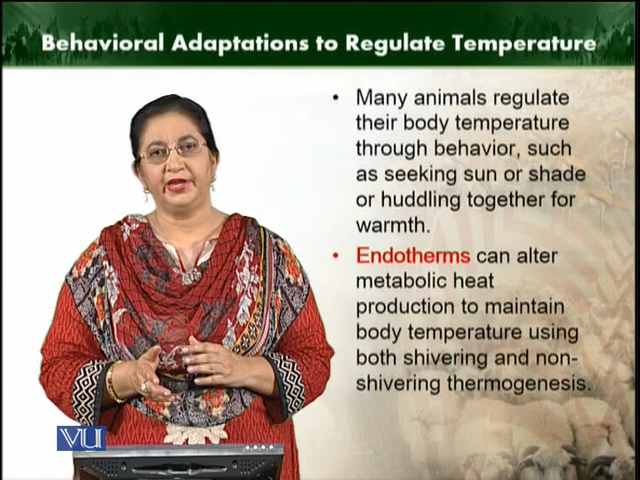 Behavioral Adaptations to Regulate Temperature
• Many animals regulate
their body temperature
through behavior, such
as seeking sun or shade
or huddling together for
warmth.
• Endotherms can alter
metabolic heat
production to maintain
body temperature using
both shivering and non-
shivering thermogenesis.
VU